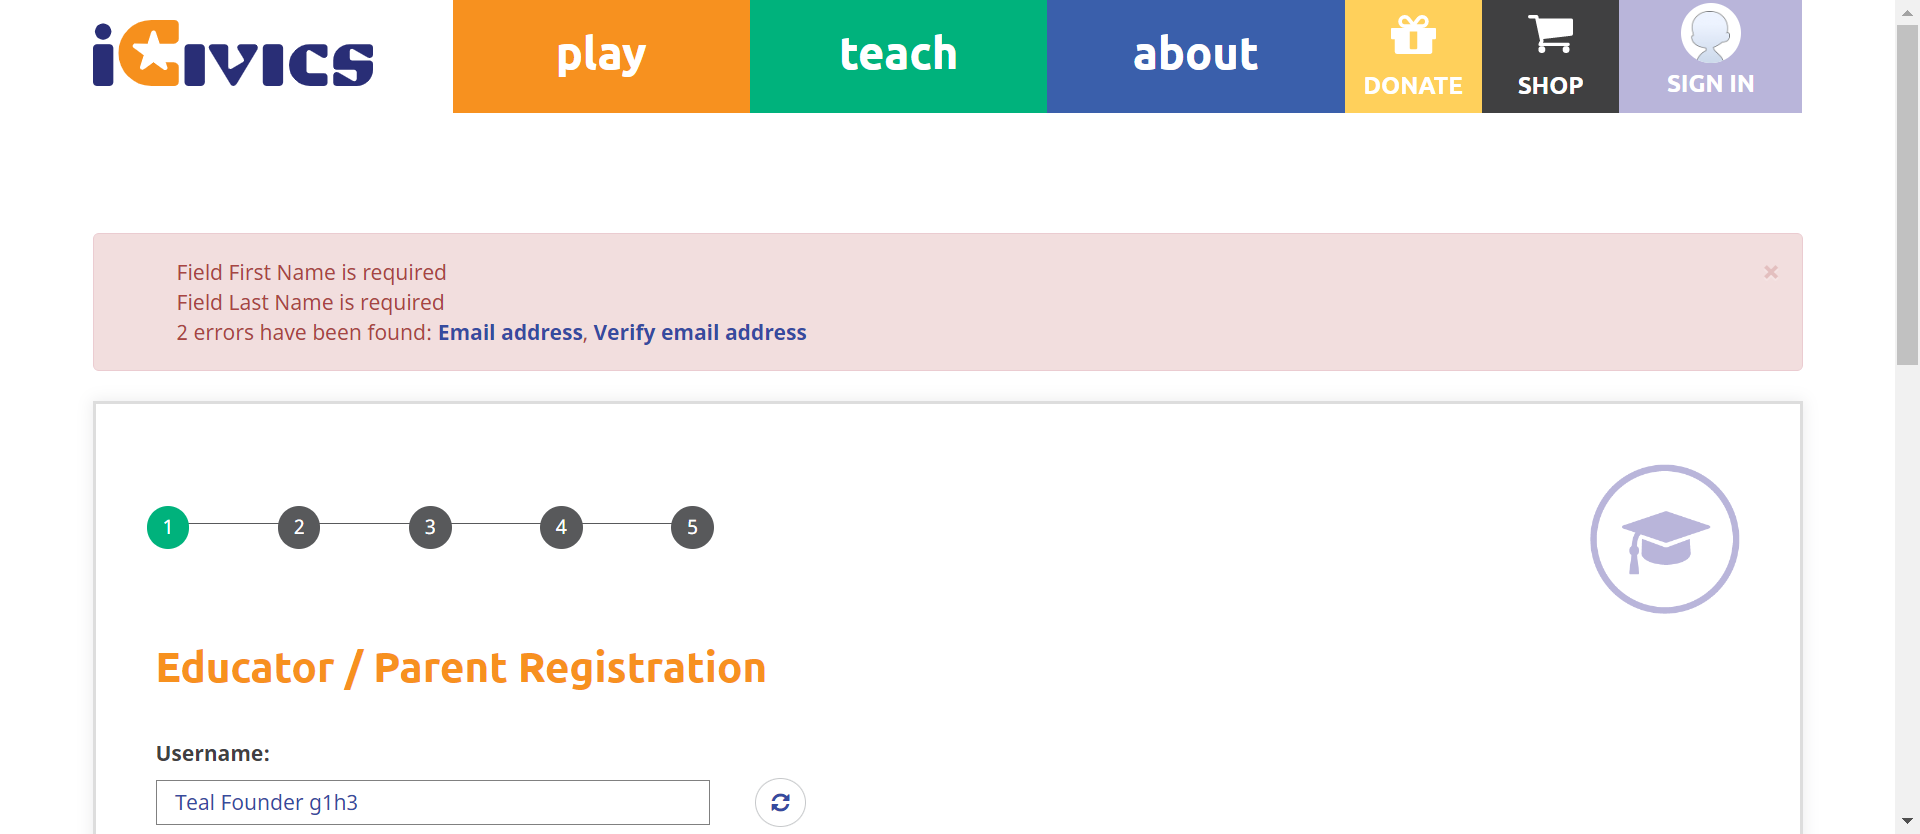 iCivics
play
teach
about
DONATE
SHOP
SIGN IN
Field First Name is required
×
Field Last Name is required
2 errors have been found: Email address, Verify email address
1
2
3
4
5
Educator / Parent Registration
Username:
Teal Founder g1h3